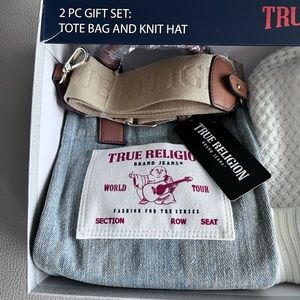 2 PC GIFT SET:
TOTE BAG AND KNIT HAT
TRU
RELIGION
TRUE RELIGION
BRAND JEANS
TRUE RELIGION
BRAND JEANS
WORLD TOUR
FASHION FOR THE SENSES
SECTION ROW SEAT